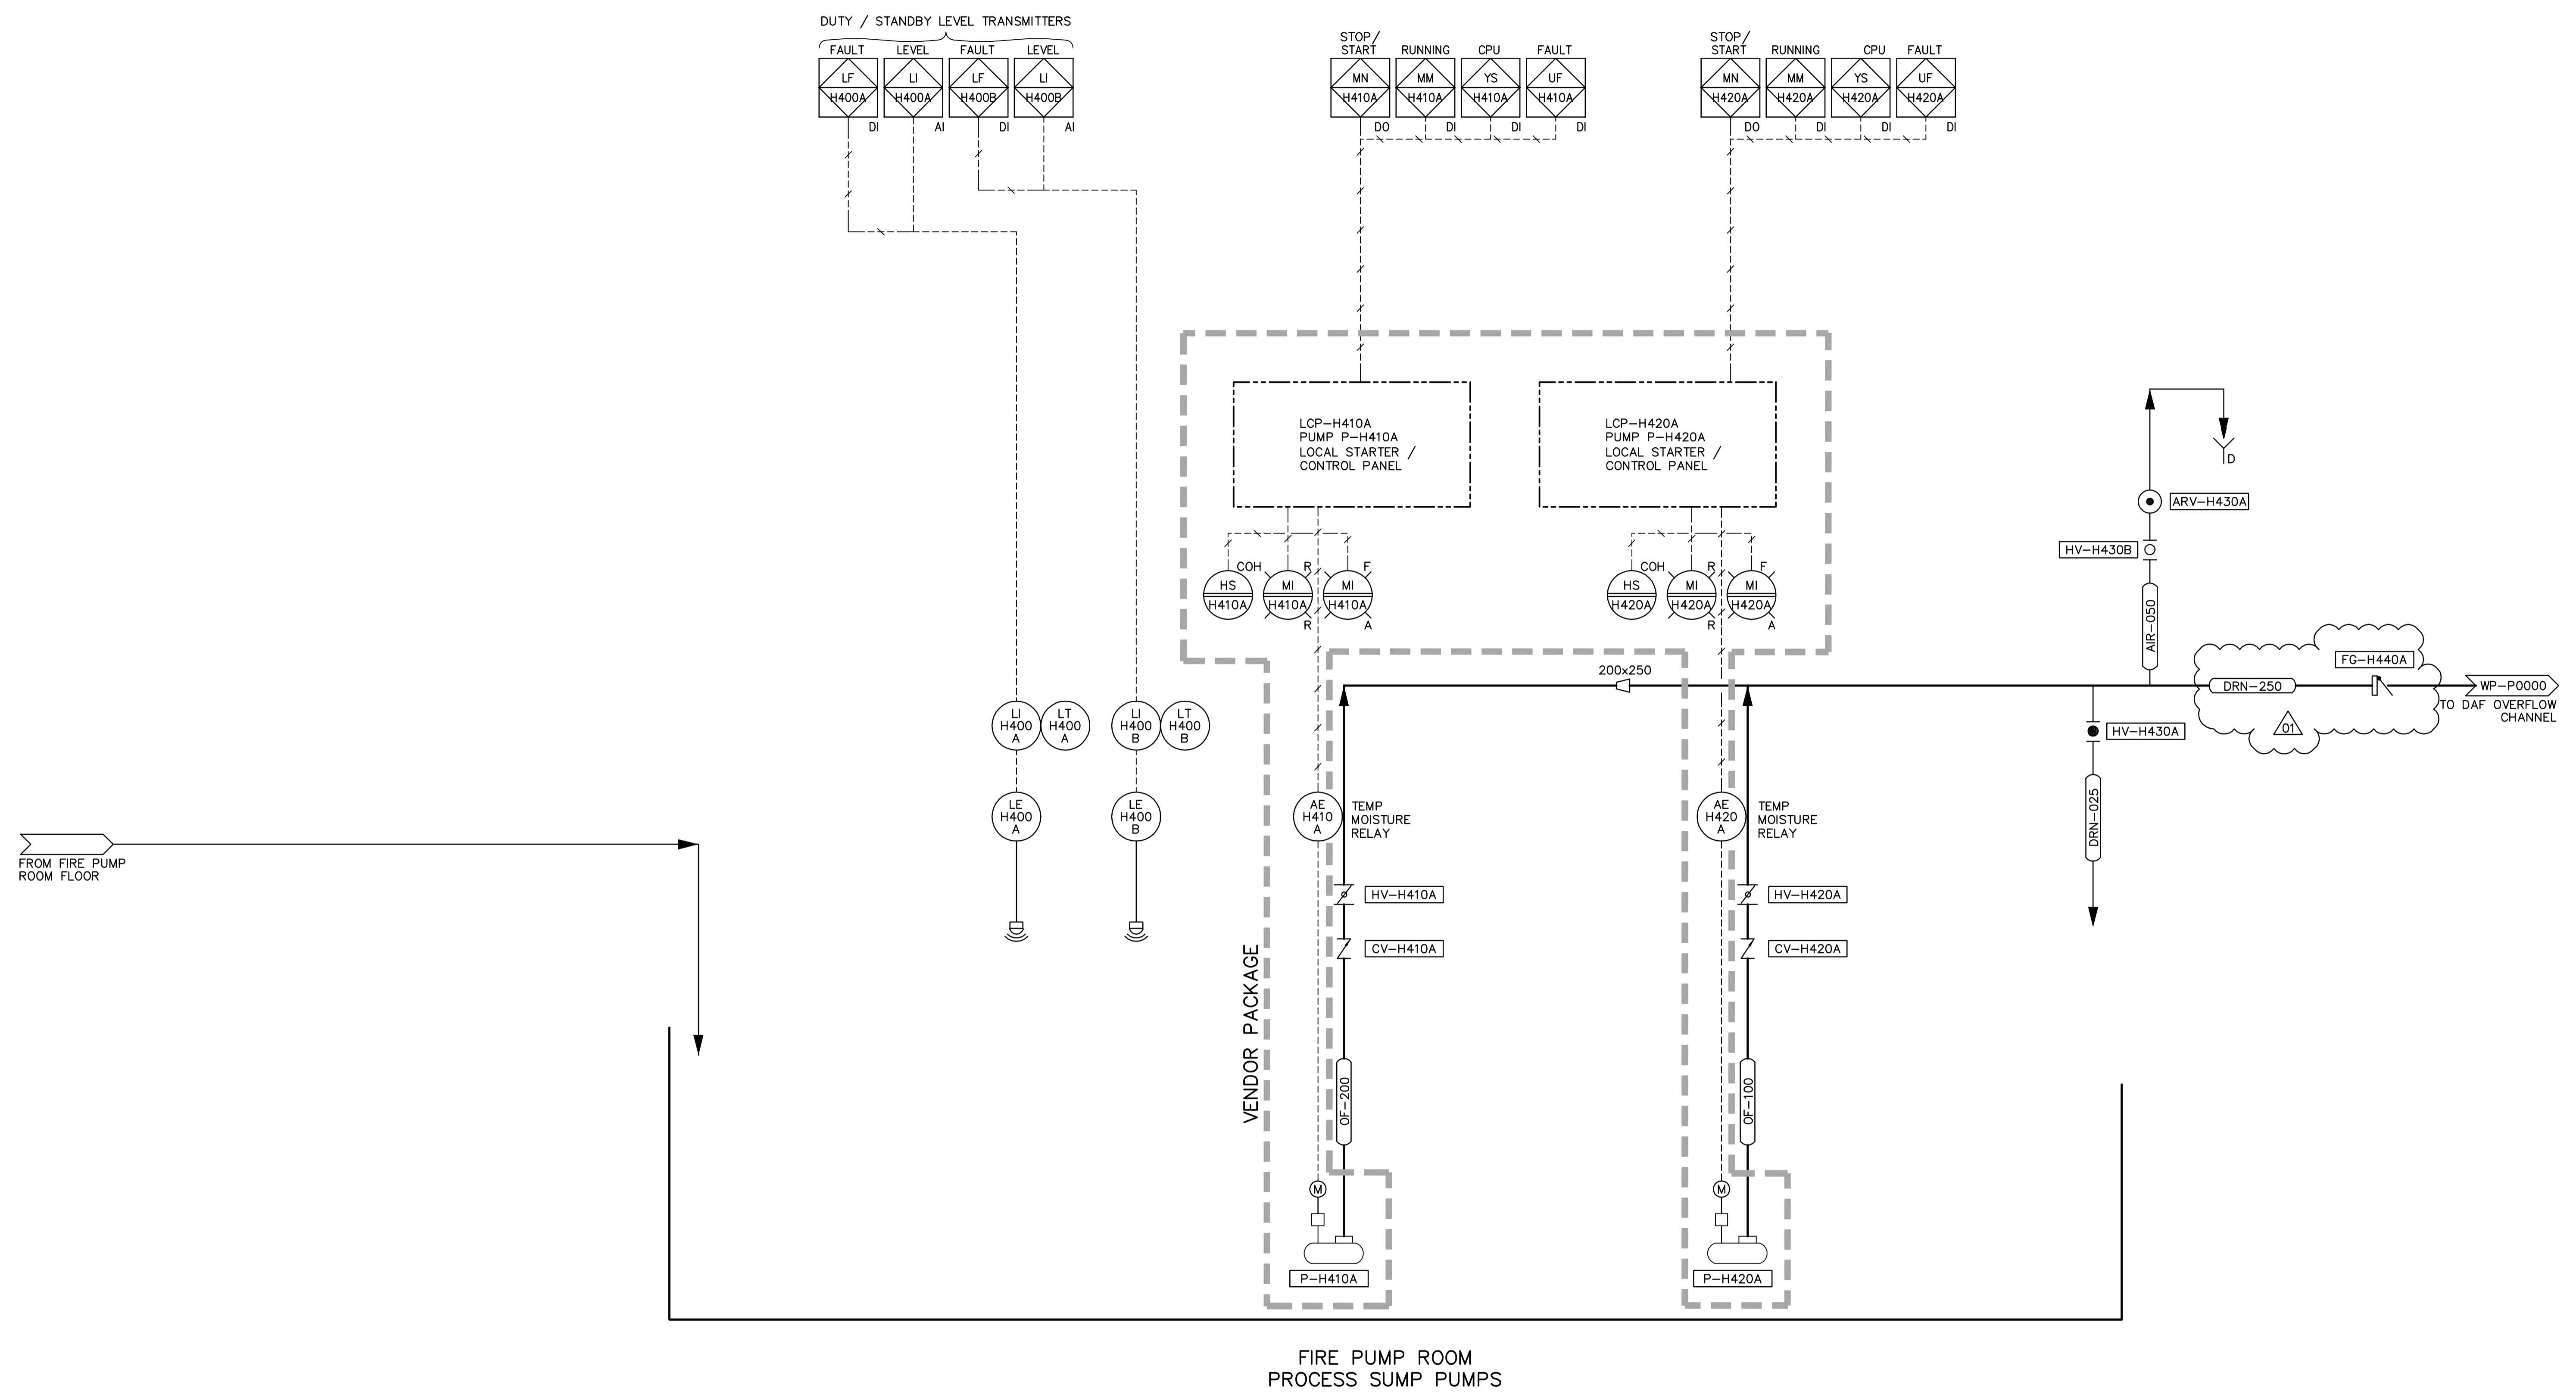 DUTY / STANDBY LEVEL TRANSMITTERS
FAULT LEVEL FAULT LEVEL
LF LI LF LI
H400A H400A H400B H400B
DI AI DI AI
STOP/
START RUNNING CPU FAULT
MN MM YS UF
H410A H410A H410A H410A
DO DI DI DI
STOP/
START RUNNING CPU FAULT
MN MM YS UF
H420A H420A H420A H420A
DO DI DI DI
LCP-H410A
PUMP P-H410A
LOCAL STARTER /
CONTROL PANEL
LCP-H420A
PUMP P-H420A
LOCAL STARTER /
CONTROL PANEL
COH R F
HS MI MI
H410A H410A H410A
R A
COH R F
HS MI MI
H420A H420A H420A
R A
D
ARV-H430A
HV-H430B
AIR-050
200x250
FG-H440A
DRN-250
WP-P0000
TO DAF OVERFLOW
CHANNEL
01
HV-H430A
DRN-025
LI
H400
A
LT
H400
A
LI
H400
B
LT
H400
B
LE
H400
A
LE
H400
B
AE
H410
A
TEMP
MOISTURE
RELAY
AE
H420
A
TEMP
MOISTURE
RELAY
FROM FIRE PUMP
ROOM FLOOR
HV-H410A
CV-H410A
HV-H420A
CV-H420A
VENDOR PACKAGE
OF-200
OF-100
M
M
P-H410A
P-H420A
FIRE PUMP ROOM
PROCESS SUMP PUMPS